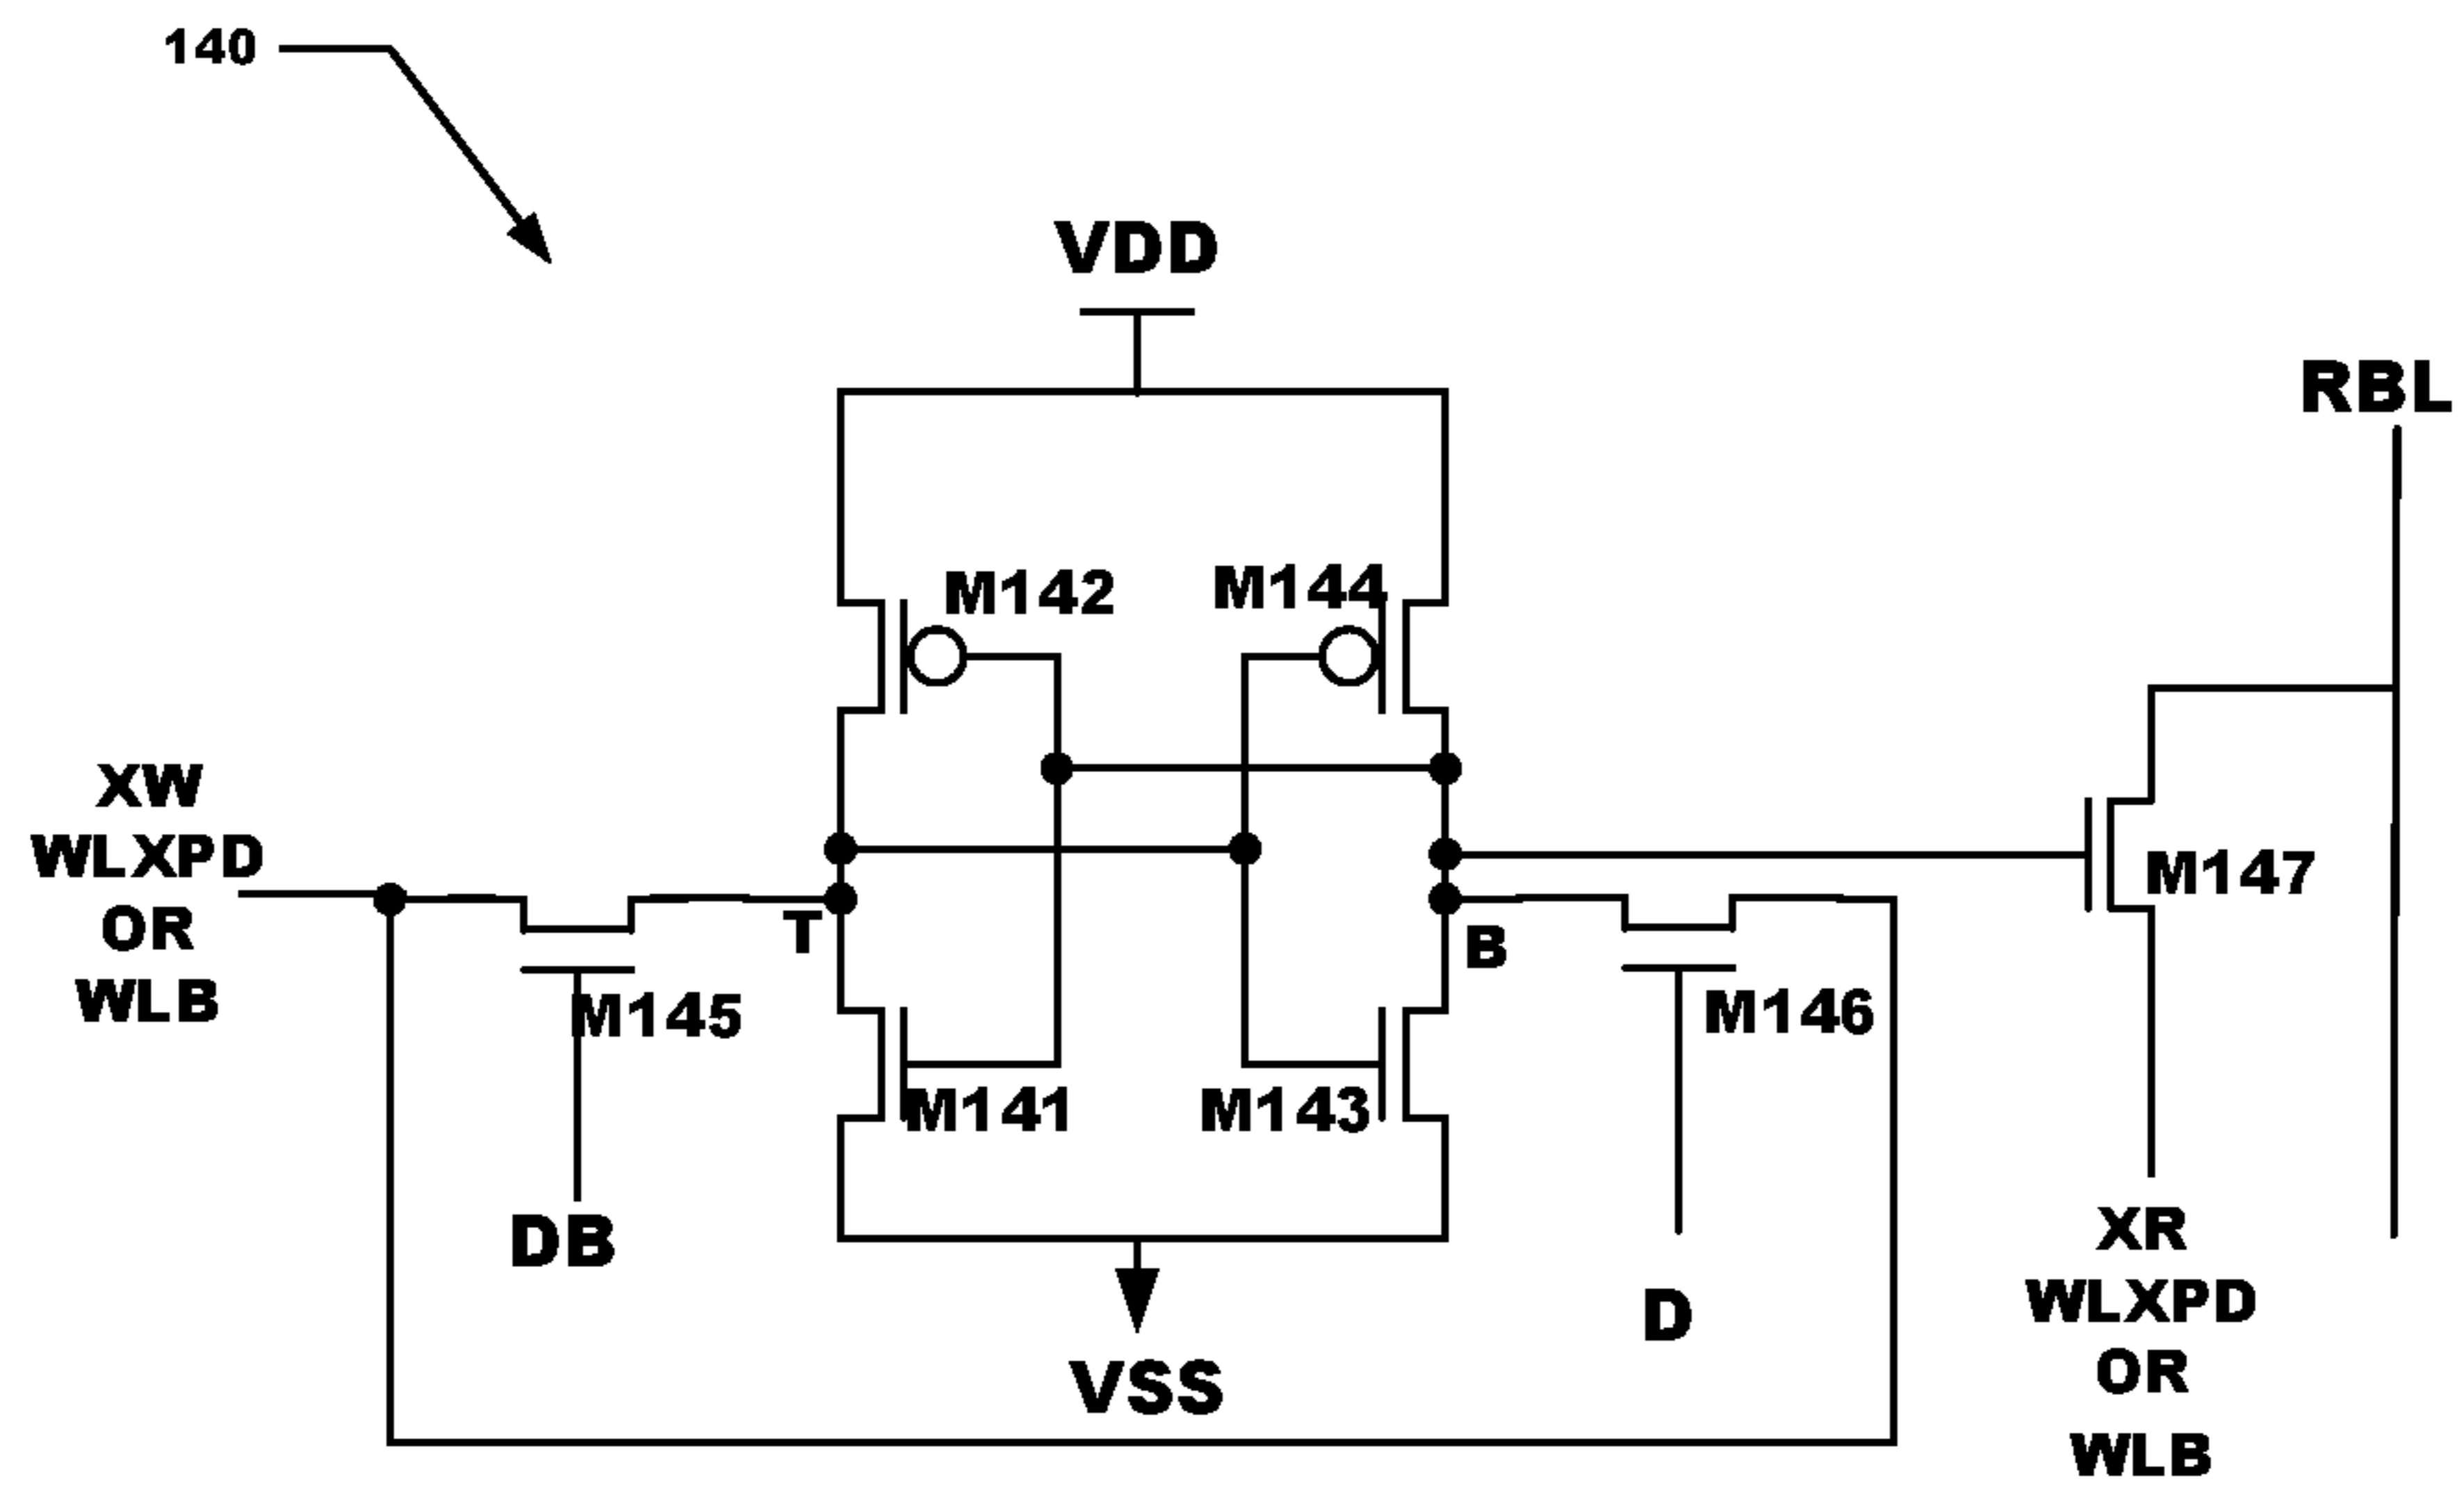 140
VDD
RBL
M142
M144
XW
WLXPD
OR
WLB
M147
T
B
M145
M146
M141
M143
DB
D
XR
WLXPD
OR
WLB
VSS